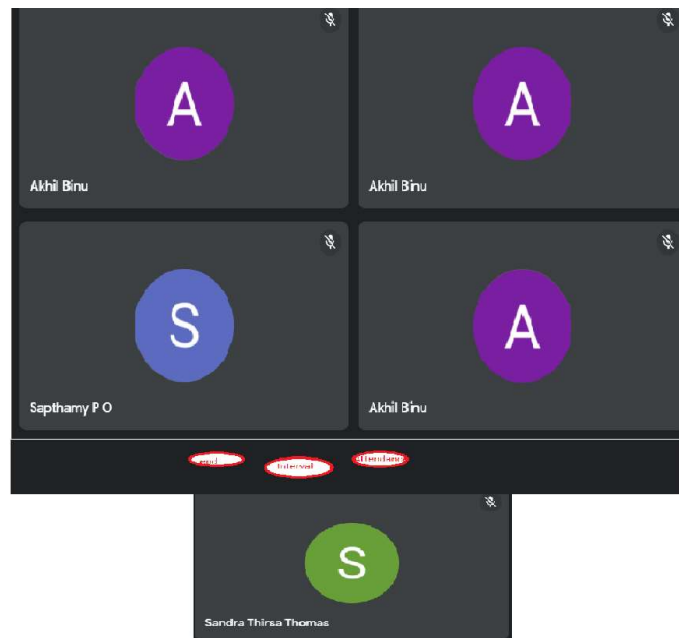 A
A
Akhil Binu
Akhil Binu
S
A
Sapthamy P O
Akhil Binu
Interval
S
Sandra Thirsa Thomas